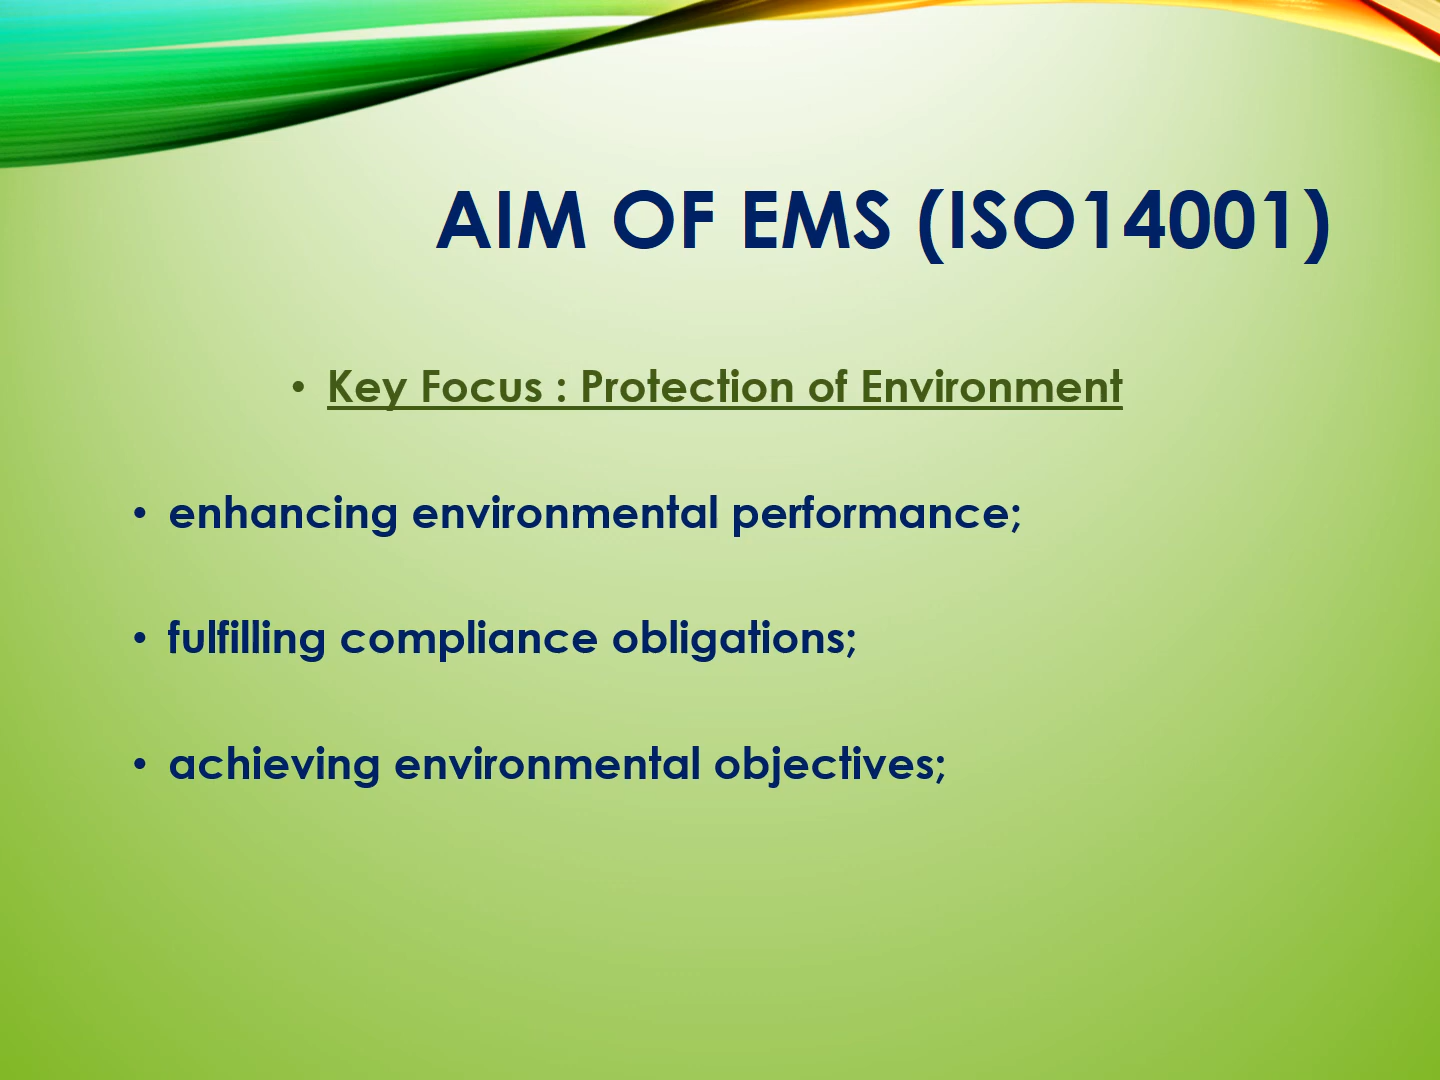 AIM OF EMS (ISO14001)
• Key Focus : Protection of Environment
• enhancing environmental performance;
• fulfilling compliance obligations;
• achieving environmental objectives;